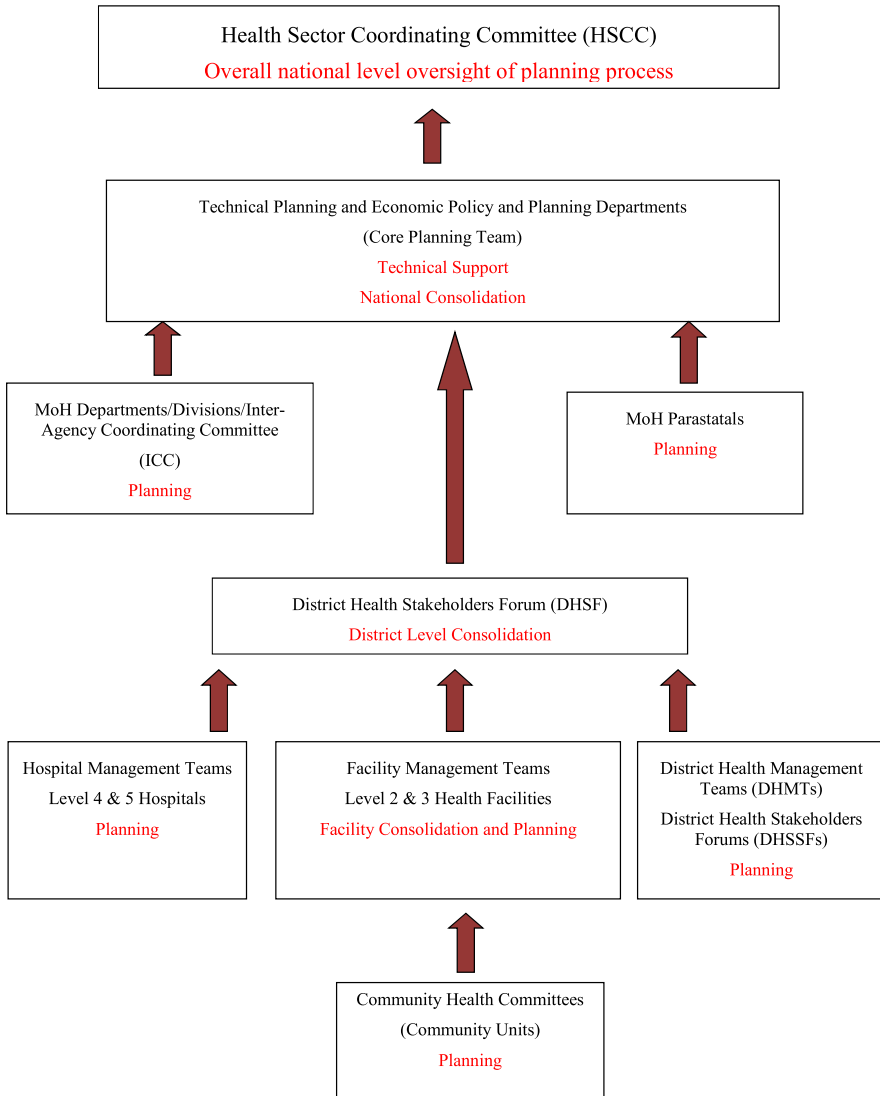 Health Sector Coordinating Committee (HSCC)
Overall national level oversight of planning process
Technical Planning and Economic Policy and Planning Departments
(Core Planning Team)
Technical Support
National Consolidation
MoH Departments/Divisions/Inter-
Agency Coordinating Committee
(ICC)
Planning
MoH Parastatals
Planning
District Health Stakeholders Forum (DHSF)
District Level Consolidation
Hospital Management Teams
Level 4 & 5 Hospitals
Planning
Facility Management Teams
Level 2 & 3 Health Facilities
Facility Consolidation and Planning
District Health Management
Teams (DHMTs)
District Health Stakeholders
Forums (DHSSFs)
Planning
Community Health Committees
(Community Units)
Planning